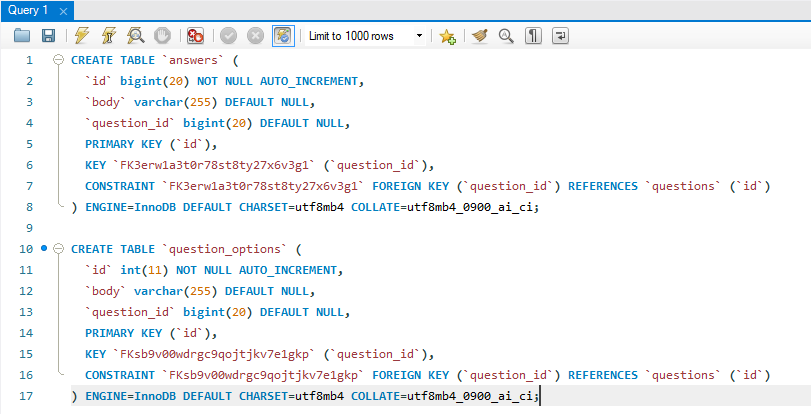 Query 1
Limit to 1000 rows
1 CREATE TABLE `answers` (
2 `id` bigint(20) NOT NULL AUTO_INCREMENT,
3 `body` varchar(255) DEFAULT NULL,
4 `question_id` bigint(20) DEFAULT NULL,
5 PRIMARY KEY (`id`),
6 KEY `FK3erw1a3t0r78st8ty27x6v3g1` (`question_id`),
7 CONSTRAINT `FK3erw1a3t0r78st8ty27x6v3g1` FOREIGN KEY (`question_id`) REFERENCES `questions` (`id`)
8 ) ENGINE=InnoDB DEFAULT CHARSET=utf8mb4 COLLATE=utf8mb4_0900_ai_ci;
9
10 CREATE TABLE `question_options` (
11 `id` int(11) NOT NULL AUTO_INCREMENT,
12 `body` varchar(255) DEFAULT NULL,
13 `question_id` bigint(20) DEFAULT NULL,
14 PRIMARY KEY (`id`),
15 KEY `FKsb9v00wdrgc9qojtjkv7e1gkp` (`question_id`),
16 CONSTRAINT `FKsb9v00wdrgc9qojtjkv7e1gkp` FOREIGN KEY (`question_id`) REFERENCES `questions` (`id`)
17 ) ENGINE=InnoDB DEFAULT CHARSET=utf8mb4 COLLATE=utf8mb4_0900_ai_ci;